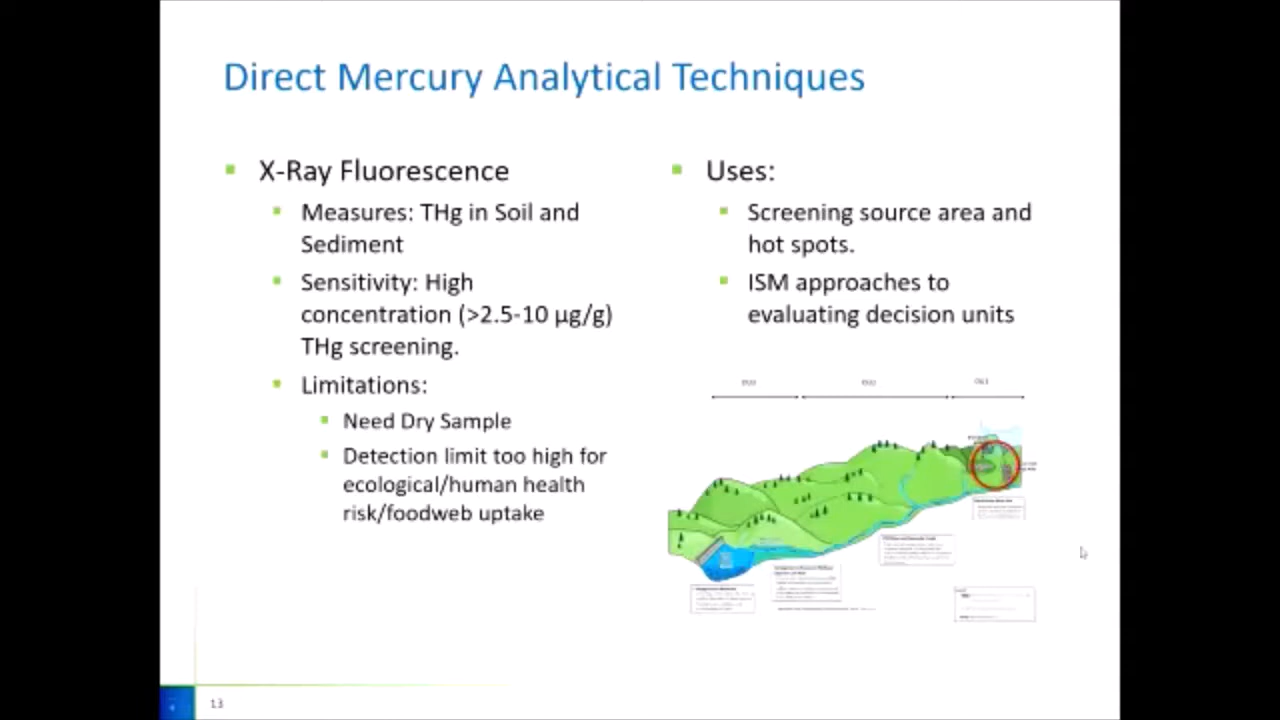 Direct Mercury Analytical Techniques
X-Ray Fluorescence
Measures: THg in Soil and
Sediment
Sensitivity: High
concentration (>2.5-10 µg/g)
THg screening.
Limitations:
Need Dry Sample
Detection limit too high for
ecological/human health
risk/foodweb uptake
Uses:
Screening source area and
hot spots.
ISM approaches to
evaluating decision units
13